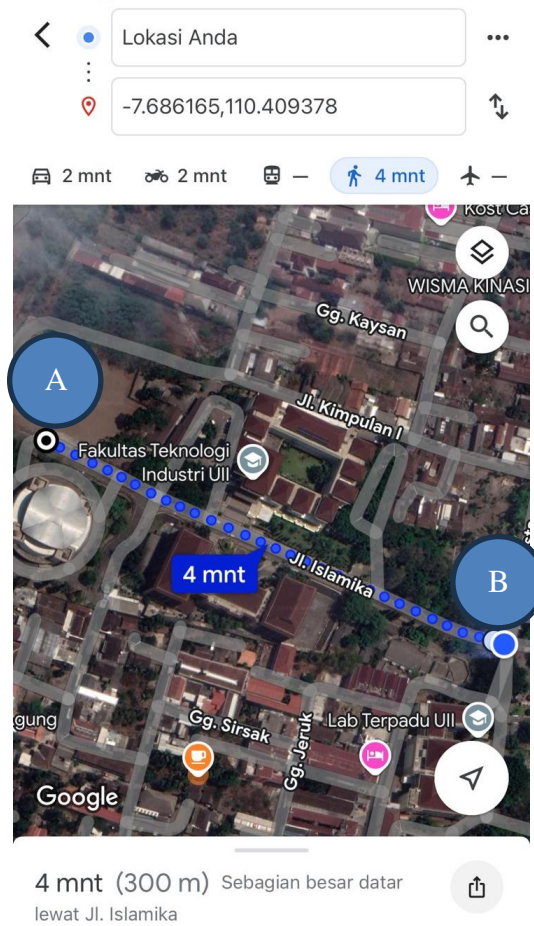 Lokasi Anda
-7.686165,110.409378
2 mnt
2 mnt
—
4 mnt
—
Kost Ca
WISMA KINASI
Gg. Kaysan
A
Jl. Kimpulan I
Fakultas Teknologi
Industri UII
4 mnt
Jl. Islamika
B
gung
Gg. Sirsak
Gg. Jeruk
Lab Terpadu UII
Google
4 mnt (300 m) Sebagian besar datar
lewat Jl. Islamika